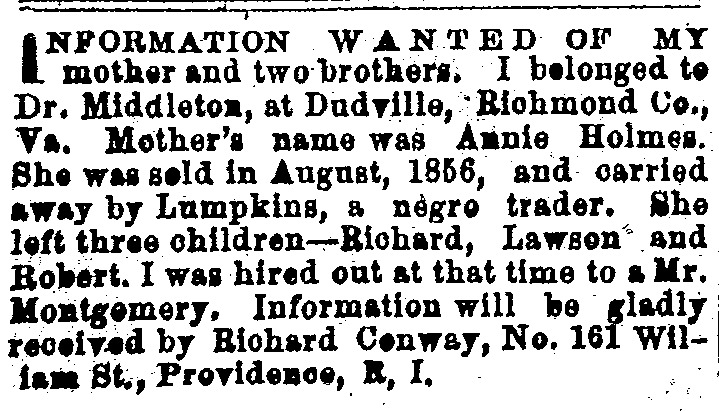 INFORMATION WANTED OF MY
mother and two brothers. I belonged to
Dr. Middleton, at Dudville, Richmond Co.,
Va. Mother's name was Annie Holmes.
She was sold in August, 1856, and carried
away by Lumpkins, a negro trader. She
left three children—Richard, Lawson and
Robert. I was hired out at that time to a Mr.
Montgomery. Information will be gladly
received by Richard Conway, No. 161 Wil-
liam St., Providence, R, I.